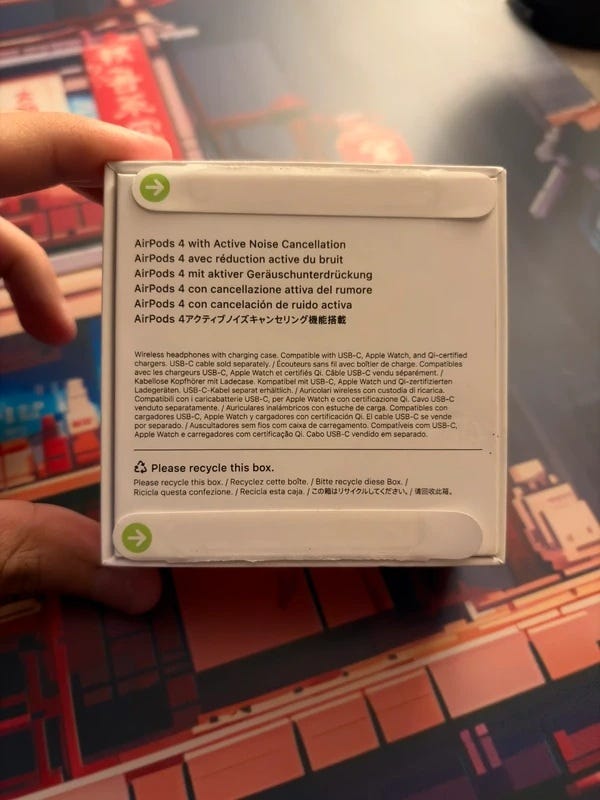 AirPods 4 with Active Noise Cancellation
AirPods 4 avec réduction active du bruit
AirPods 4 mit aktiver Geräuschunterdrückung
AirPods 4 con cancellazione attiva del rumore
AirPods 4 con cancelación de ruido activa
AirPods 4アクティブノイズキャンセリング機能搭載
Wireless headphones with charging case. Compatible with USB-C, Apple Watch, and Qi-certified
chargers. USB-C cable sold separately. / Écouteurs sans fil avec boîtier de charge. Compatibles
avec les chargeurs USB-C, Apple Watch et certifiés Qi. Câble USB-C vendu séparément. /
Kabellose Kopfhörer mit Ladecase. Kompatibel mit USB-C, Apple Watch und Qi-zertifizierten
Ladegeräten. USB-C-Kabel separat erhältlich. / Auricolari wireless con custodia di ricarica.
Compatibili con i caricabatterie USB-C, per Apple Watch e con certificazione Qi. Cavo USB-C
venduto separatamente. / Auriculares inalámbricos con estuche de carga. Compatibles con
cargadores USB-C, Apple Watch y cargadores con certificación Qi. El cable USB-C se vende
por separado. / Auscultadores sem fios com caixa de carregamento. Compatíveis com USB-C,
Apple Watch e carregadores com certificação Qi. Cabo USB-C vendido em separado.
Please recycle this box.
Please recycle this box. / Recyclez cette boîte. / Bitte recycle diese Box. /
Ricicla questa confezione. / Recicla esta caja. / この箱はリサイクルしてください。/ 请回收此箱。